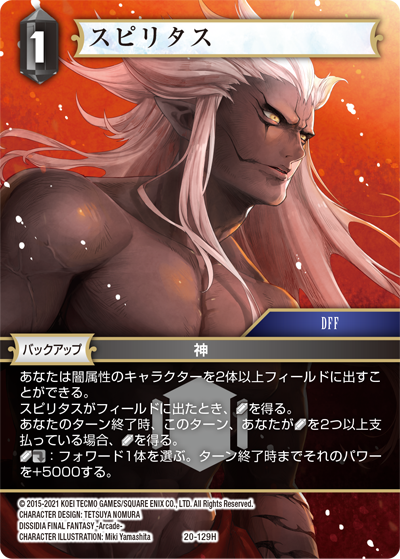 1
スピリタス
DFF
バックアップ
神
あなたは闇属性のキャラクターを2体以上フィールドに出すこ
とができる。
スピリタスがフィールドに出たとき、を得る。
あなたのターン終了時、このターン、あなたがを2つ以上支
払っている場合、を得る。
:フォワード1体を選ぶ。ターン終了時までそれのパワー
を+5000する。
© 2015-2021 KOEI TECMO GAMES/SQUARE ENIX CO., LTD. All Rights Reserved.
CHARACTER DESIGN: TETSUYA NOMURA
DISSIDIA FINAL FANTASY -Arcade-
CHARACTER ILLUSTRATION: Miki Yamashita
20-129H